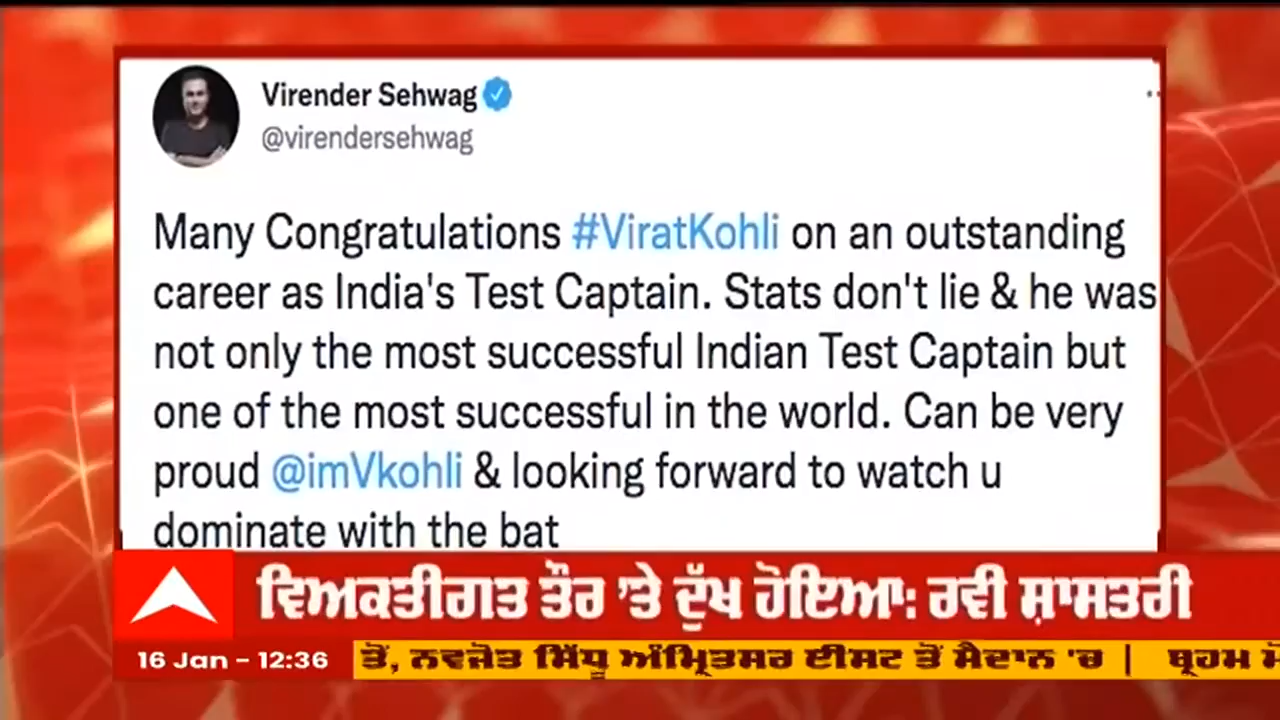 Virender Sehwag
@virendersehwag
Many Congratulations #ViratKohli on an outstanding
career as India's Test Captain. Stats don't lie & he was
not only the most successful Indian Test Captain but
one of the most successful in the world. Can be very
proud @imVkohli & looking forward to watch u
dominate with the bat
ਵਿਅਕਤੀਗਤ ਤੌਰ 'ਤੇ ਦੁੱਖ ਹੋਇਆ: ਰਵੀ ਸ਼ਾਸਤਰੀ
16 Jan - 12:36
ਤੋਂ, ਨਵਜੋਤ ਸਿੱਧੂ ਅੰਮ੍ਰਿਤਸਰ ਈਸਟ ਤੋਂ ਮੈਦਾਨ 'ਚ | ਬ੍ਰਹਮ